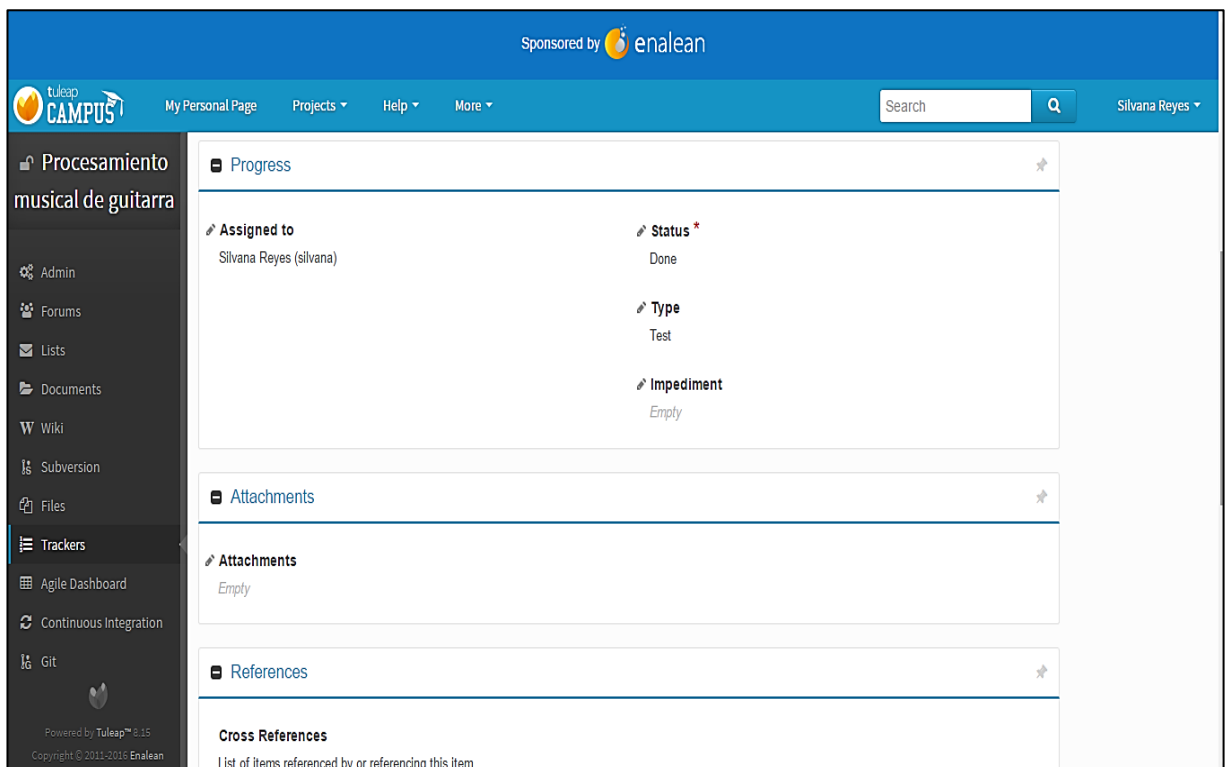 Sponsored by enalean
tuleap
CAMPUS
My Personal Page
Projects
Help
More
Search
Silvana Reyes
Procesamiento
musical de guitarra
Admin
Forums
Lists
Documents
Wiki
Subversion
Files
Trackers
Agile Dashboard
Continuous Integration
Git
Powered by Tuleap™ 8.15
Copyright © 2011-2016 Enalean
Progress
Assigned to
Silvana Reyes (silvana)
Status *
Done
Type
Test
Impediment
Empty
Attachments
Attachments
Empty
References
Cross References
List of items referenced by or referencing this item.